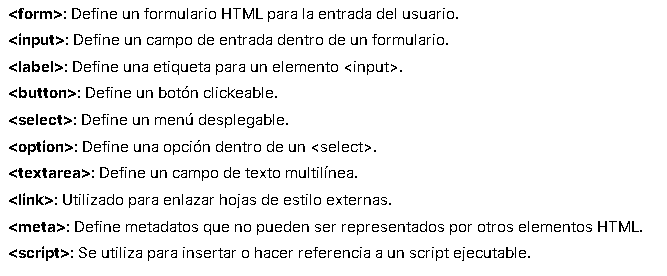 <form>: Define un formulario HTML para la entrada del usuario.
<input>: Define un campo de entrada dentro de un formulario.
<label>: Define una etiqueta para un elemento <input>.
<button>: Define un botón clickeable.
<select>: Define un menú desplegable.
<option>: Define una opción dentro de un <select>.
<textarea>: Define un campo de texto multilínea.
<link>: Utilizado para enlazar hojas de estilo externas.
<meta>: Define metadatos que no pueden ser representados por otros elementos HTML.
<script>: Se utiliza para insertar o hacer referencia a un script ejecutable.